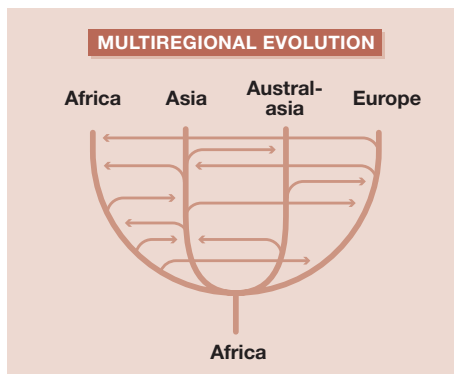 MULTIREGIONAL EVOLUTION
Africa
Asia
Austral-
asia
Europe
Africa